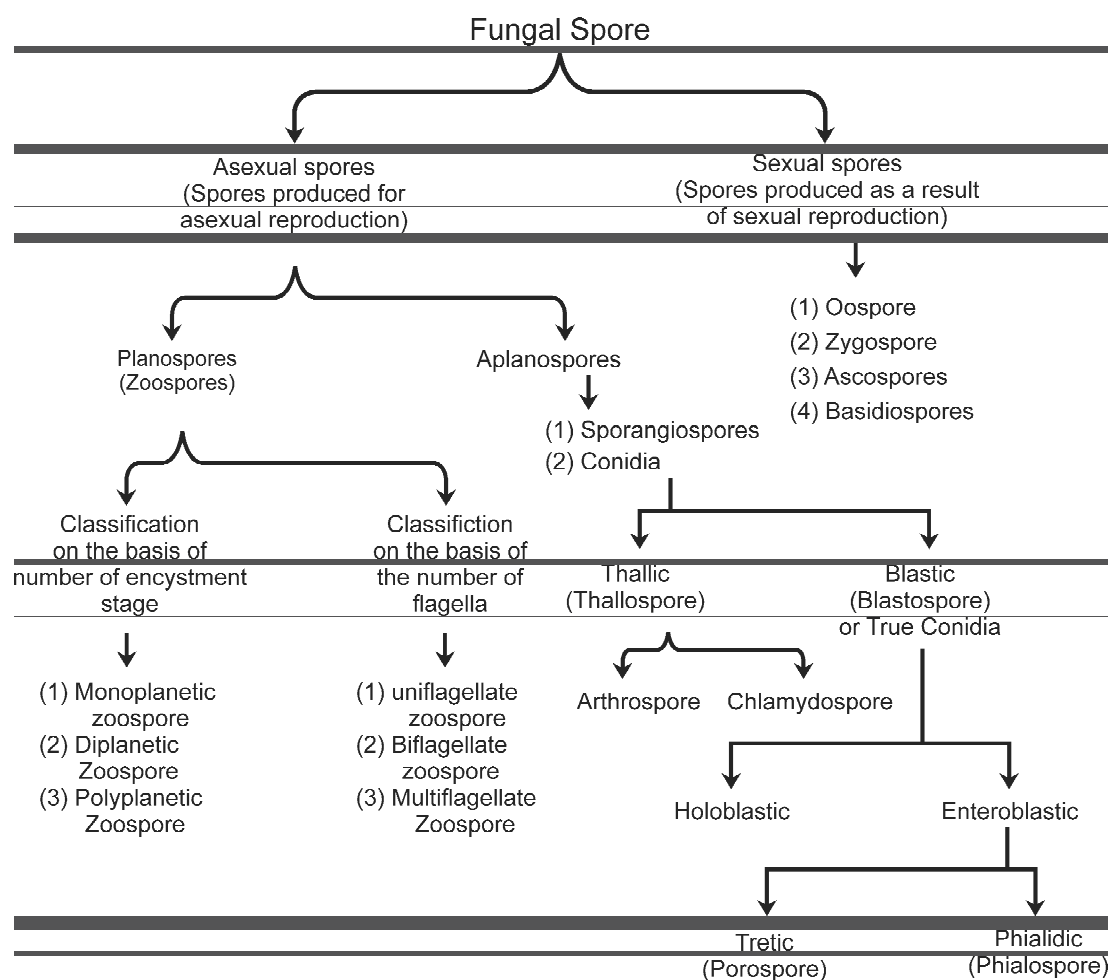 Fungal Spore
Asexual spores
(Spores produced for
asexual reproduction)
Sexual spores
(Spores produced as a result
of sexual reproduction)
Planospores
(Zoospores)
Aplanospores
(1) Oospore
(2) Zygospore
(3) Ascospores
(4) Basidiospores
(1) Sporangiospores
(2) Conidia
Classification
on the basis of
number of encystment
stage
Classifiction
on the basis of
the number of
flagella
Thallic
(Thallospore)
Blastic
(Blastospore)
or True Conidia
(1) Monoplanetic
zoospore
(2) Diplanetic
Zoospore
(3) Polyplanetic
Zoospore
(1) uniflagellate
zoospore
(2) Biflagellate
zoospore
(3) Multiflagellate
Zoospore
Arthrospore
Chlamydospore
Holoblastic
Enteroblastic
Tretic
(Porospore)
Phialidic
(Phialospore)